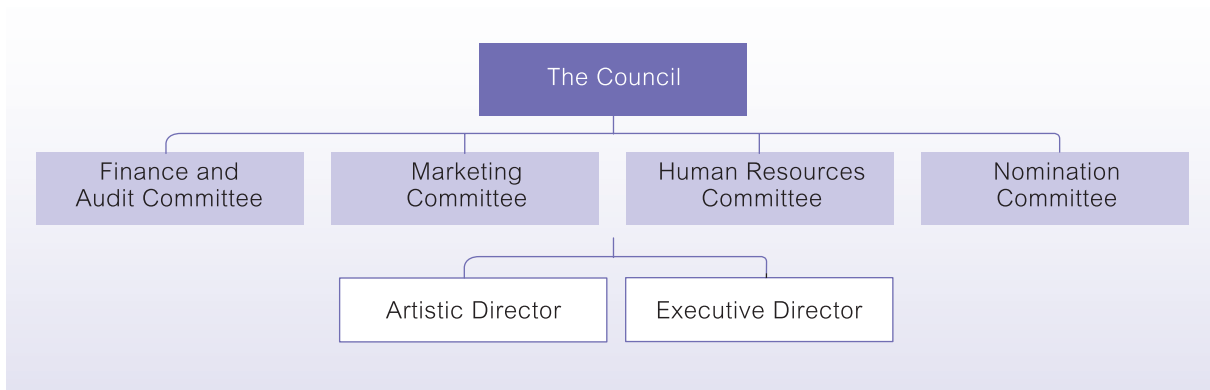 The Council
Finance and
Audit Committee
Marketing
Committee
Human Resources
Committee
Nomination
Committee
Artistic Director
Executive Director